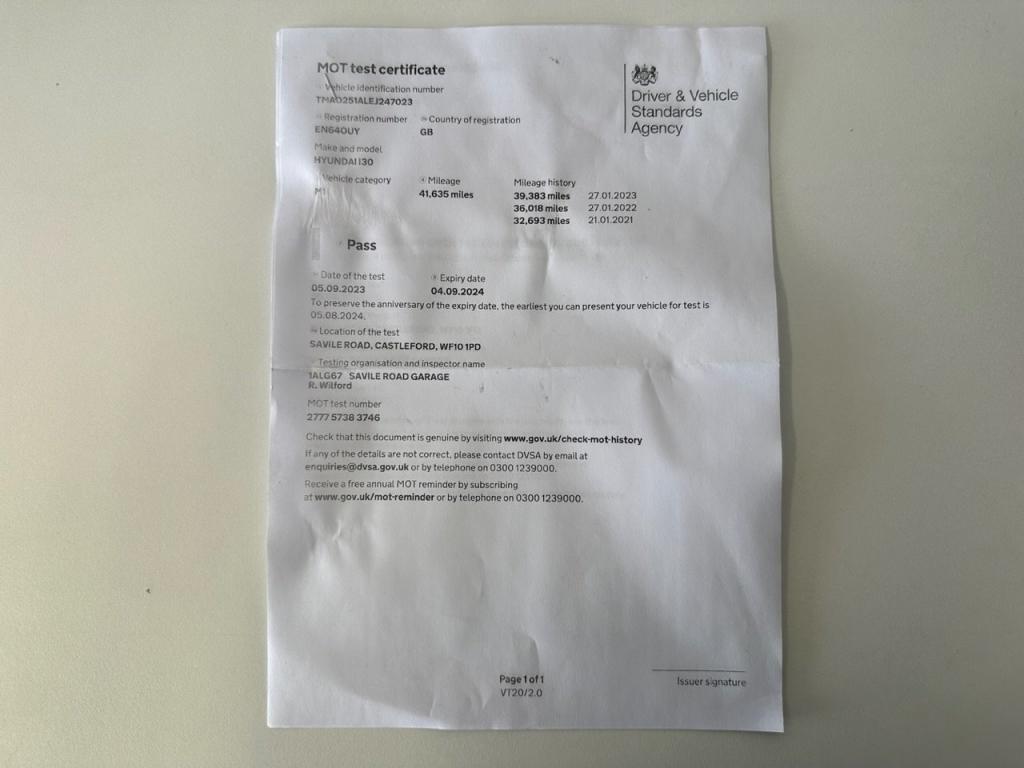 MOT test certificate
Driver & Vehicle
Standards
Agency
Vehicle identification number
TMAD251ALEJ247023
Registration number
Country of registration
EN64OUY
GB
Make and model
HYUNDAI I30
Vehicle category
Mileage
Mileage history
M1
41,635 miles
39,383 miles 27.01.2023
36,018 miles 27.01.2022
32,693 miles 21.01.2021
Pass
Date of the test
Expiry date
05.09.2023
04.09.2024
To preserve the anniversary of the expiry date, the earliest you can present your vehicle for test is
05.08.2024.
Location of the test
SAVILE ROAD, CASTLEFORD, WF10 1PD
Testing organisation and inspector name
1ALG67 SAVILE ROAD GARAGE
R. Wilford
MOT test number
2777 5738 3746
Check that this document is genuine by visiting www.gov.uk/check-mot-history
If any of the details are not correct, please contact DVSA by email at
enquiries@dvsa.gov.uk or by telephone on 0300 1239000.
Receive a free annual MOT reminder by subscribing
at www.gov.uk/mot-reminder or by telephone on 0300 1239000.
Page 1 of 1
VT20/2.0
Issuer signature